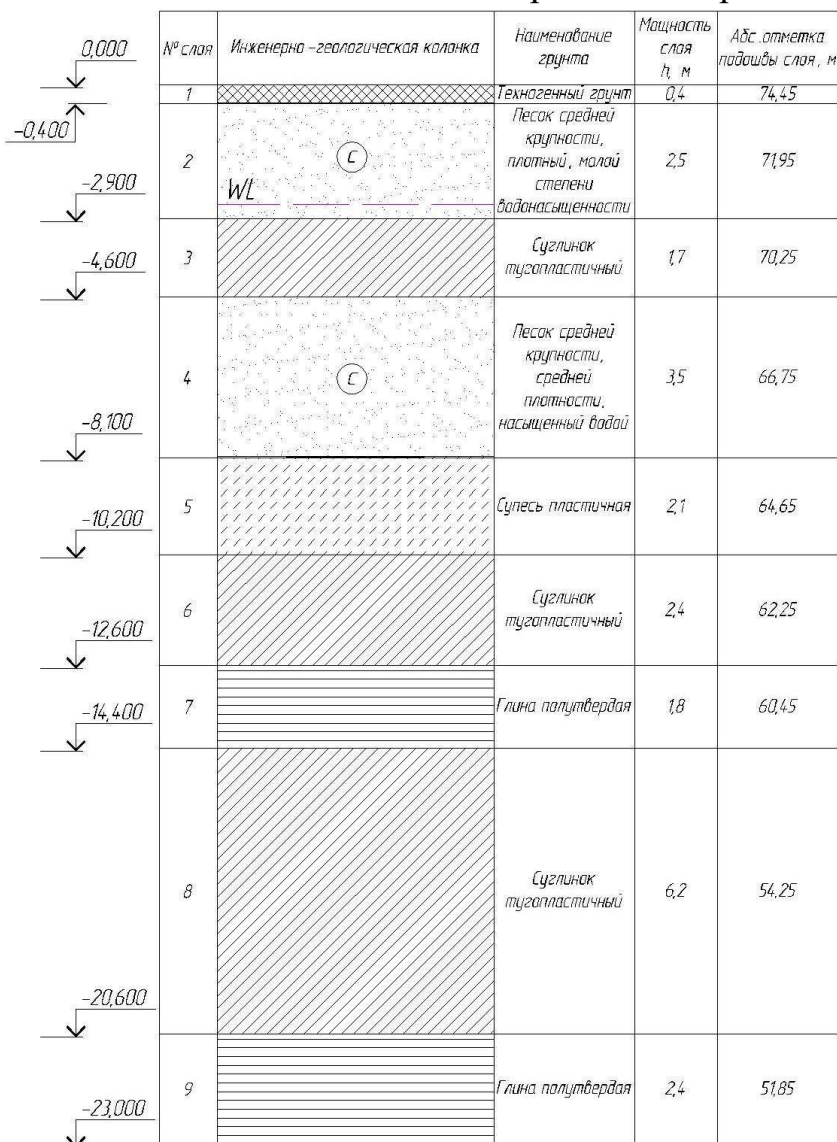 0,000
№ слоя
Инженерно-геологическая колонка
Наименование
грунта
Мощность
слоя
h, м
Абс.отметка
подошвы слоя, м
1
Техногенный грунт
0,4
74,45
-0,400
2
С
WL
Песок средней
крупности,
плотный, малой
степени
водонасыщенности
2,5
71,95
-2,900
3
Суглинок
тугопластичный
1,7
70,25
-4,600
4
С
Песок средней
крупности,
средней
плотности,
насыщенный водой
3,5
66,75
-8,100
5
Супесь пластичная
2,1
64,65
-10,200
6
Суглинок
тугопластичный
2,4
62,25
-12,600
7
Глина полутвердая
1,8
60,45
-14,400
8
Суглинок
тугопластичный
6,2
54,25
-20,600
9
Глина полутвердая
2,4
51,85
-23,000